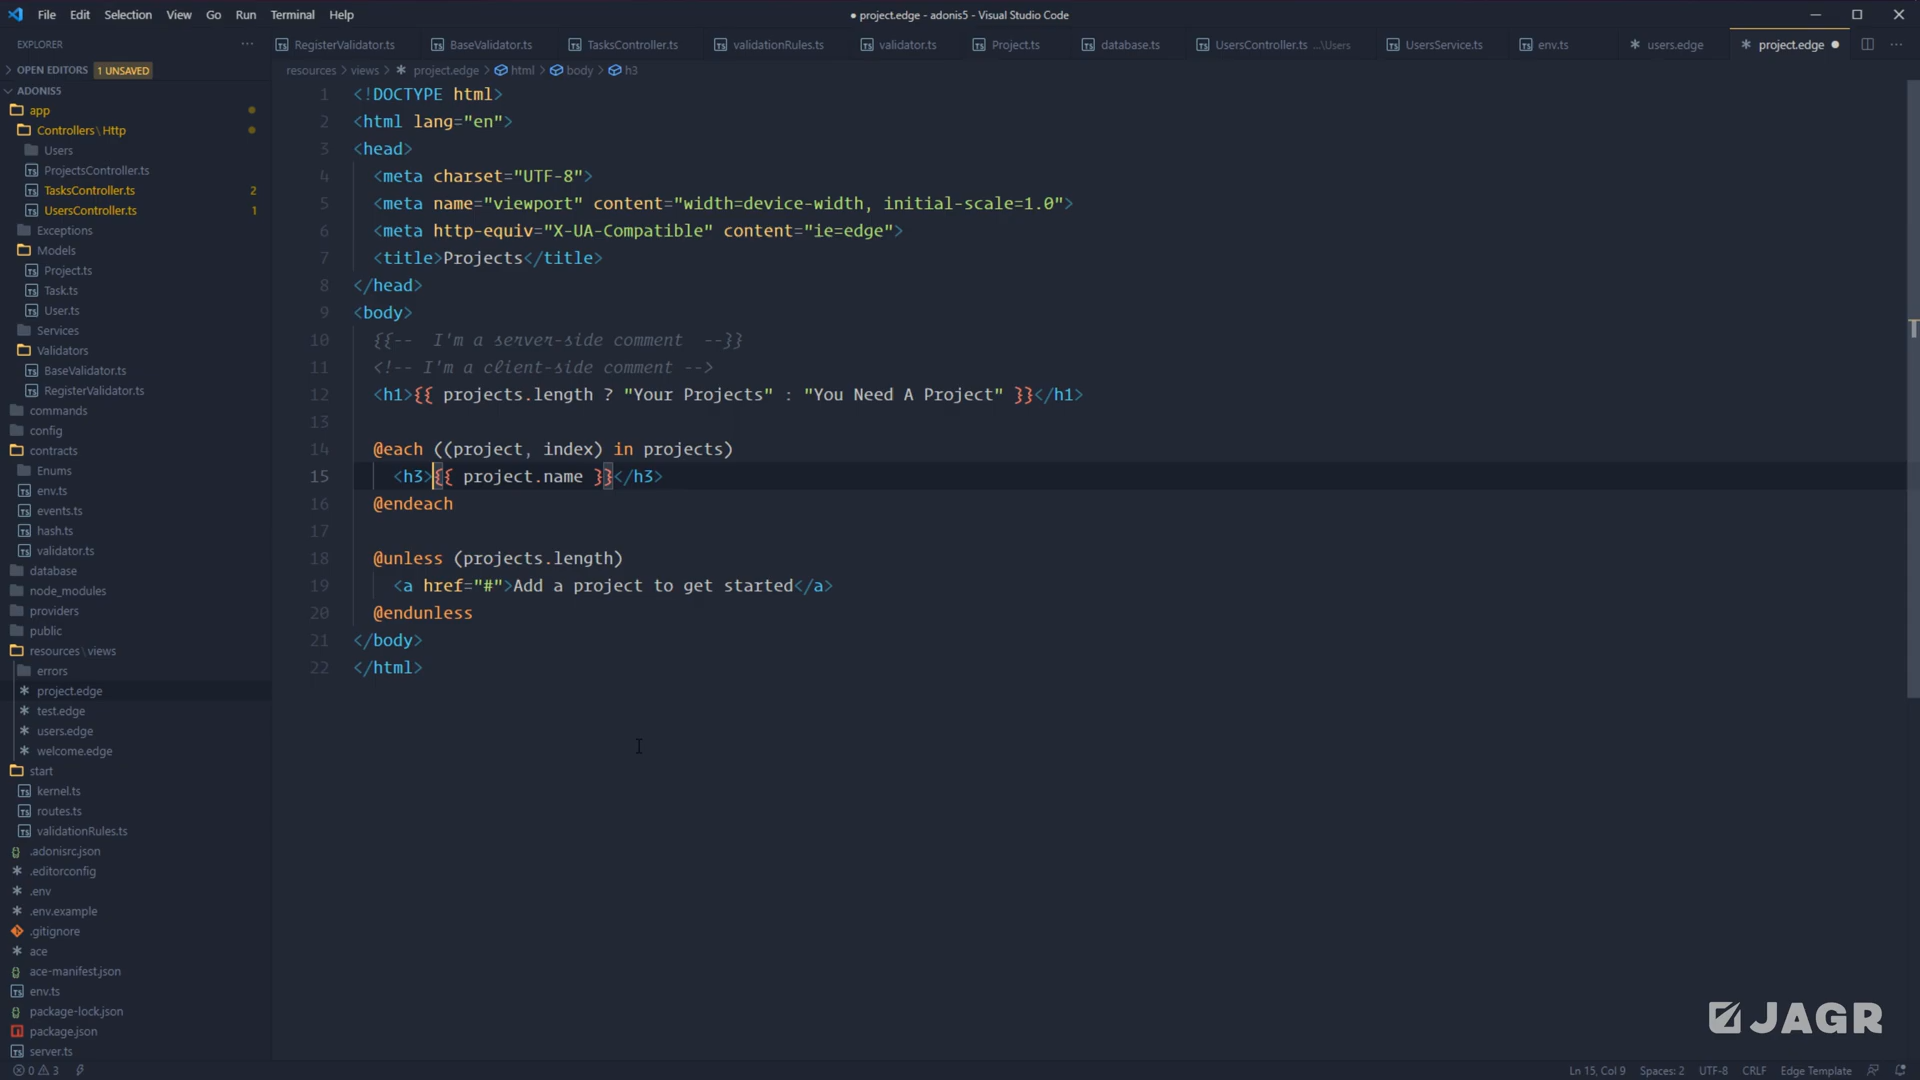 File Edit Selection View Go Run Terminal Help
● project.edge - adonis5 - Visual Studio Code
EXPLORER
RegisterValidator.ts BaseValidator.ts TasksController.ts validationRules.ts validator.ts Project.ts database.ts UsersController.ts ...\Users UsersService.ts env.ts users.edge project.edge
OPEN EDITORS 1 UNSAVED
resources > views > project.edge > html > body > h3
ADONIS5
app
Controllers\Http
Users
ProjectsController.ts
TasksController.ts 2
UsersController.ts 1
Exceptions
Models
Project.ts
Task.ts
User.ts
Services
Validators
BaseValidator.ts
RegisterValidator.ts
commands
config
contracts
Enums
env.ts
events.ts
hash.ts
validator.ts
database
node_modules
providers
public
resources\views
errors
project.edge
test.edge
users.edge
welcome.edge
start
kernel.ts
routes.ts
validationRules.ts
.adonisrc.json
.editorconfig
.env
.env.example
.gitignore
ace
ace-manifest.json
env.ts
package-lock.json
package.json
server.ts
1 <!DOCTYPE html>
2 <html lang="en">
3 <head>
4 <meta charset="UTF-8">
5 <meta name="viewport" content="width=device-width, initial-scale=1.0">
6 <meta http-equiv="X-UA-Compatible" content="ie=edge">
7 <title>Projects</title>
8 </head>
9 <body>
10 {{-- I'm a server-side comment --}}
11 <!-- I'm a client-side comment -->
12 <h1>{{ projects.length ? "Your Projects" : "You Need A Project" }}</h1>
13
14 @each ((project, index) in projects)
15 <h3>{{ project.name }}</h3>
16 @endeach
17
18 @unless (projects.length)
19 <a href="#">Add a project to get started</a>
20 @endunless
21 </body>
22 </html>
JAGR
0 3
Ln 15, Col 9 Spaces: 2 UTF-8 CRLF Edge Template